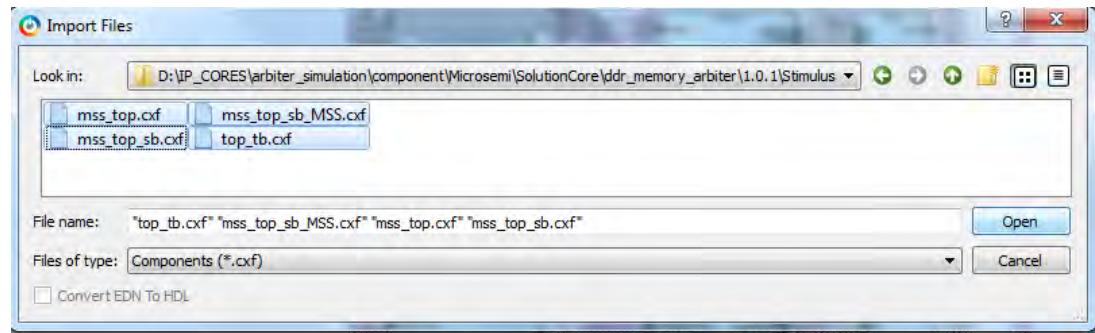 Import Files
Look in: D:\IP_CORES\arbiter_simulation\component\Microsemi\SolutionCore\ddr_memory_arbiter\1.0.1\Stimulus
mss_top.cxf mss_top_sb_MSS.cxf
mss_top_sb.cxf top_tb.cxf
File name: "top_tb.cxf" "mss_top_sb_MSS.cxf" "mss_top.cxf" "mss_top_sb.cxf" Open
Files of type: Components (*.cxf) Cancel
Convert EDN To HDL